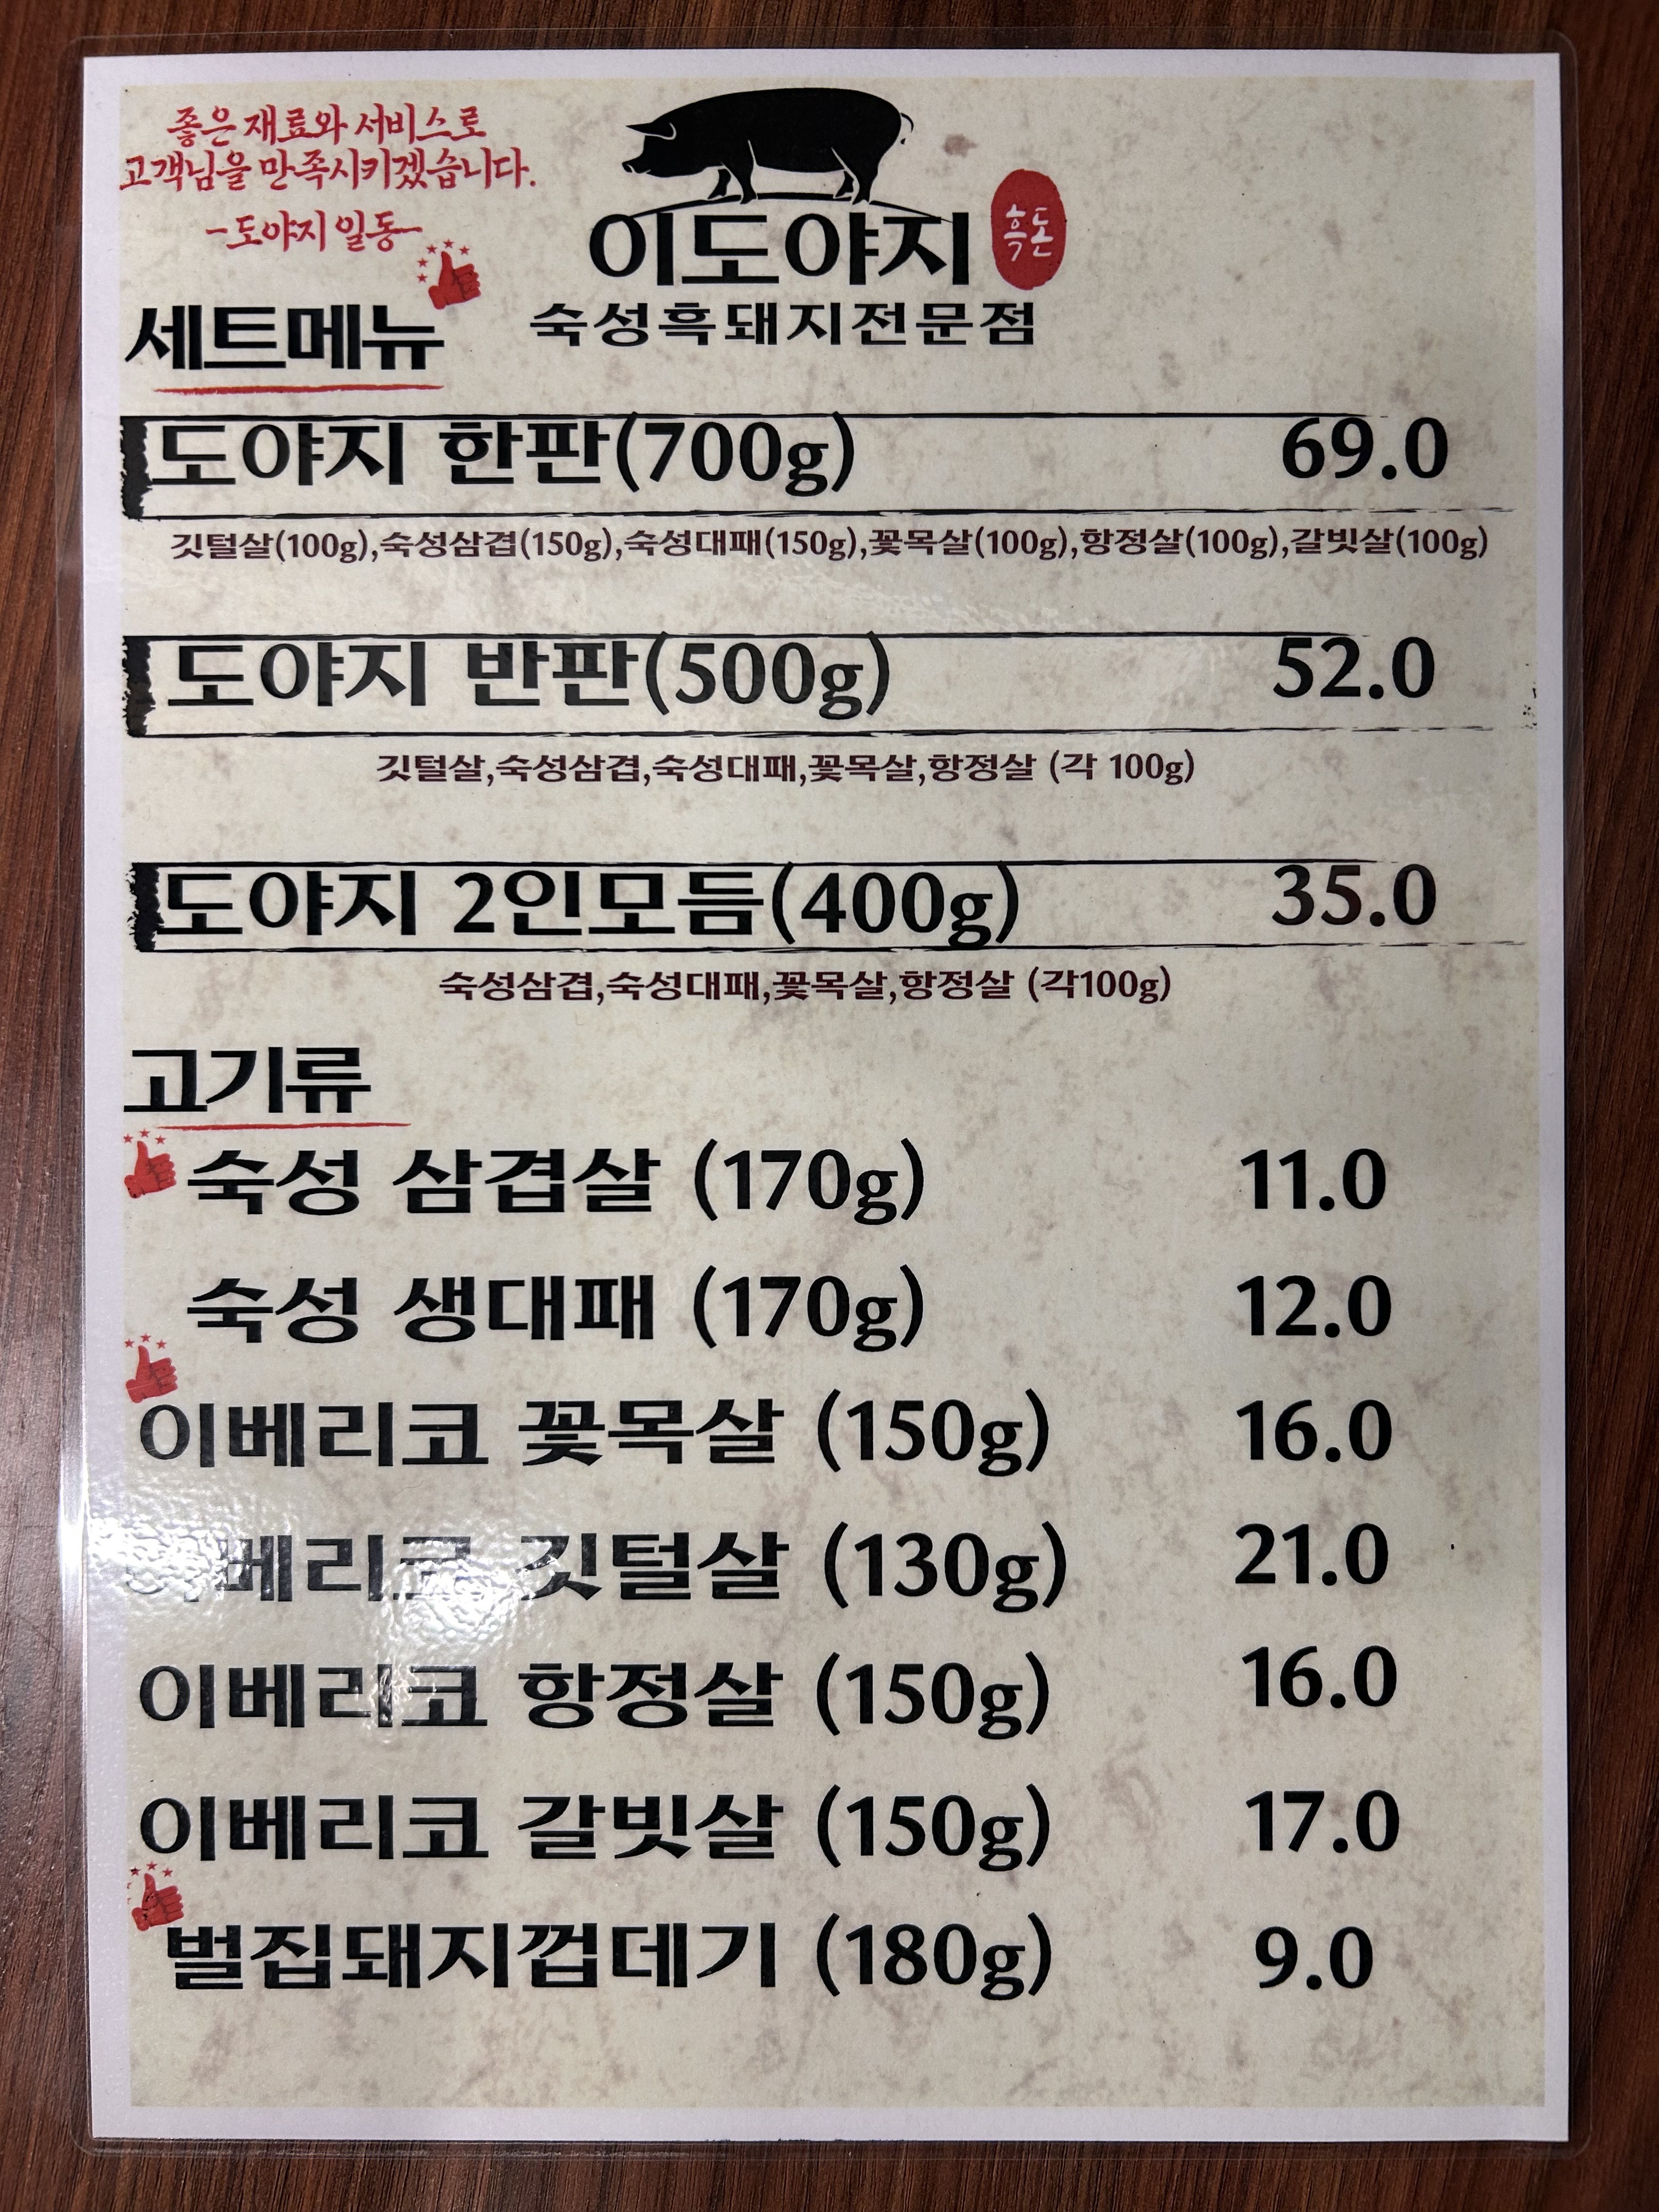 좋은 재료와 서비스로
고객님을 만족시키겠습니다.
-도야지 일동-
이도야지
흑돈
숙성흑돼지전문점
세트메뉴
도야지 한판(700g) 69.0
깃털살(100g),숙성삼겹(150g),숙성대패(150g),꽃목살(100g),항정살(100g),갈빗살(100g)
도야지 반판(500g) 52.0
깃털살,숙성삼겹,숙성대패,꽃목살,항정살 (각 100g)
도야지 2인모듬(400g) 35.0
숙성삼겹,숙성대패,꽃목살,항정살 (각100g)
고기류
숙성 삼겹살 (170g) 11.0
숙성 생대패 (170g) 12.0
이베리코 꽃목살 (150g) 16.0
이베리코 깃털살 (130g) 21.0
이베리코 항정살 (150g) 16.0
이베리코 갈빗살 (150g) 17.0
벌집돼지껍데기 (180g) 9.0